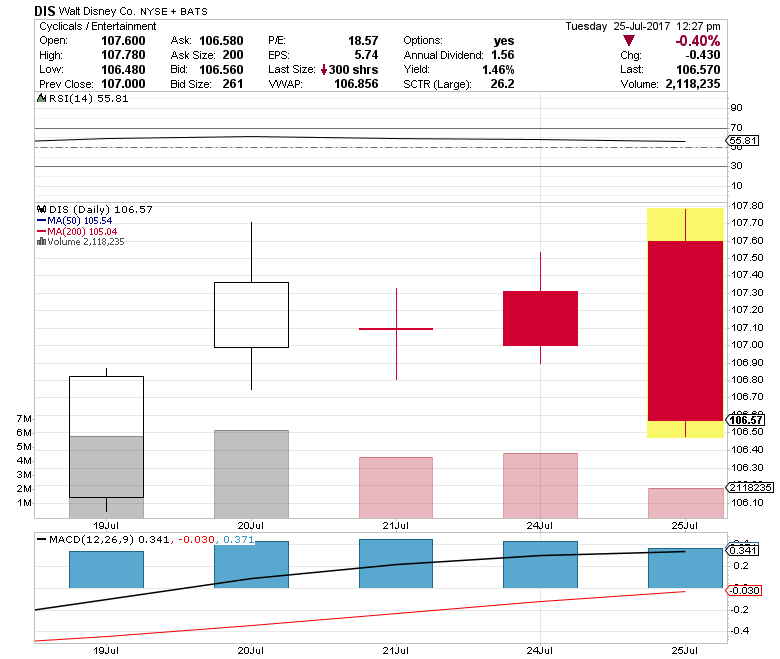 DIS Walt Disney Co. NYSE + BATS
Cyclicals / Entertainment Tuesday 25-Jul-2017 12:27 pm
Open: 107.600 Ask: 106.580 P/E: 18.57 Options: yes ▼ -0.40%
High: 107.780 Ask Size: 200 EPS: 5.74 Annual Dividend: 1.56 Chg: -0.430
Low: 106.480 Bid: 106.560 Last Size: 300 shrs Yield: 1.46% Last: 106.570
Prev Close: 107.000 Bid Size: 261 VWAP: 106.856 SCTR (Large): 26.2 Volume: 2,118,235
RSI(14) 55.81
90
70
55.81
30
10
DIS (Daily) 106.57
MA(50) 105.54
MA(200) 105.04
Volume 2,118,235
107.80
107.70
107.60
107.50
107.40
107.30
107.20
107.10
107.00
106.90
106.80
106.70
106.57
106.50
106.40
106.30
2118235
106.10
7M
6M
5M
4M
3M
2M
1M
19Jul 20Jul 21Jul 24Jul 25Jul
MACD(12,26,9) 0.341, -0.030, 0.371
0.341
0.2
-0.030
-0.2
-0.4
19Jul 20Jul 21Jul 24Jul 25Jul